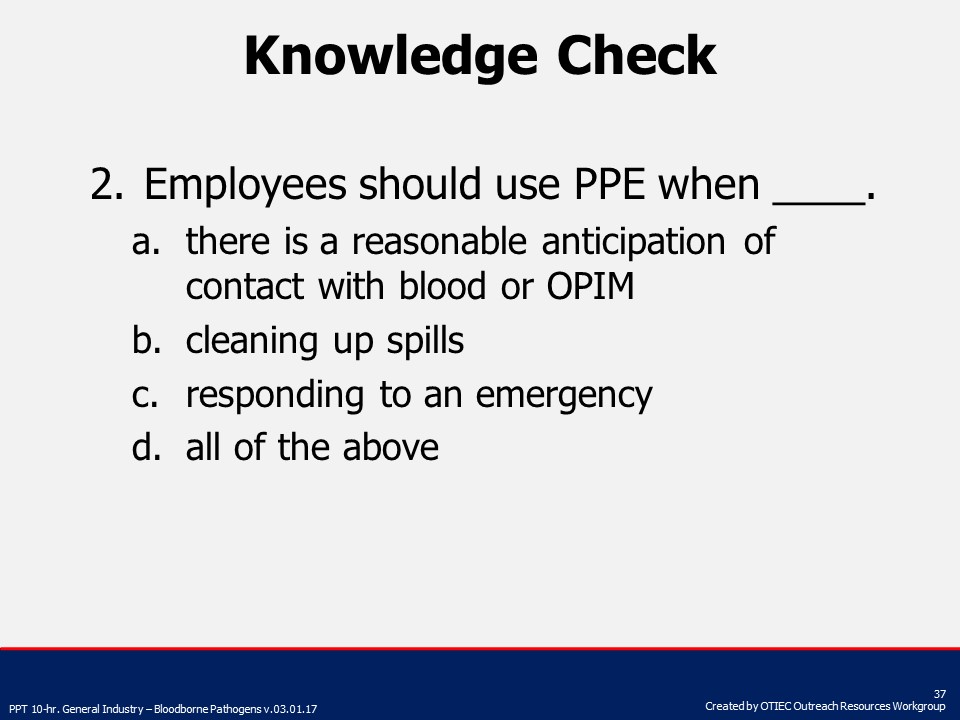 Knowledge Check
2. Employees should use PPE when ____.
a. there is a reasonable anticipation of
contact with blood or OPIM
b. cleaning up spills
c. responding to an emergency
d. all of the above
37
PPT 10-hr. General Industry – Bloodborne Pathogens v.03.01.17
Created by OTIEC Outreach Resources Workgroup